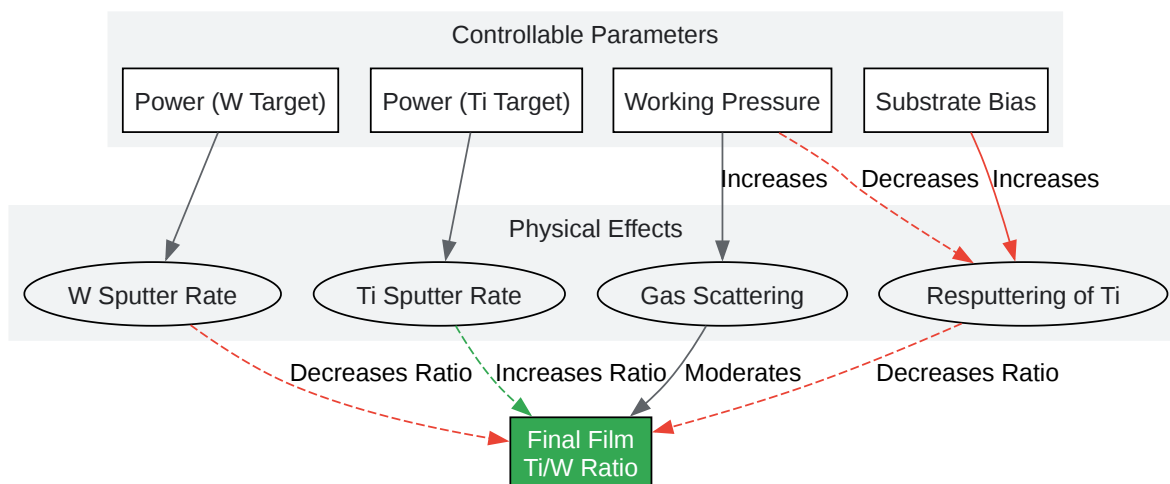 Controllable Parameters
Power (W Target)
Power (Ti Target)
Working Pressure
Substrate Bias
Increases
Decreases
Increases
Physical Effects
W Sputter Rate
Ti Sputter Rate
Gas Scattering
Resputtering of Ti
Decreases Ratio
Increases Ratio
Moderates
Decreases Ratio
Final Film
Ti/W Ratio